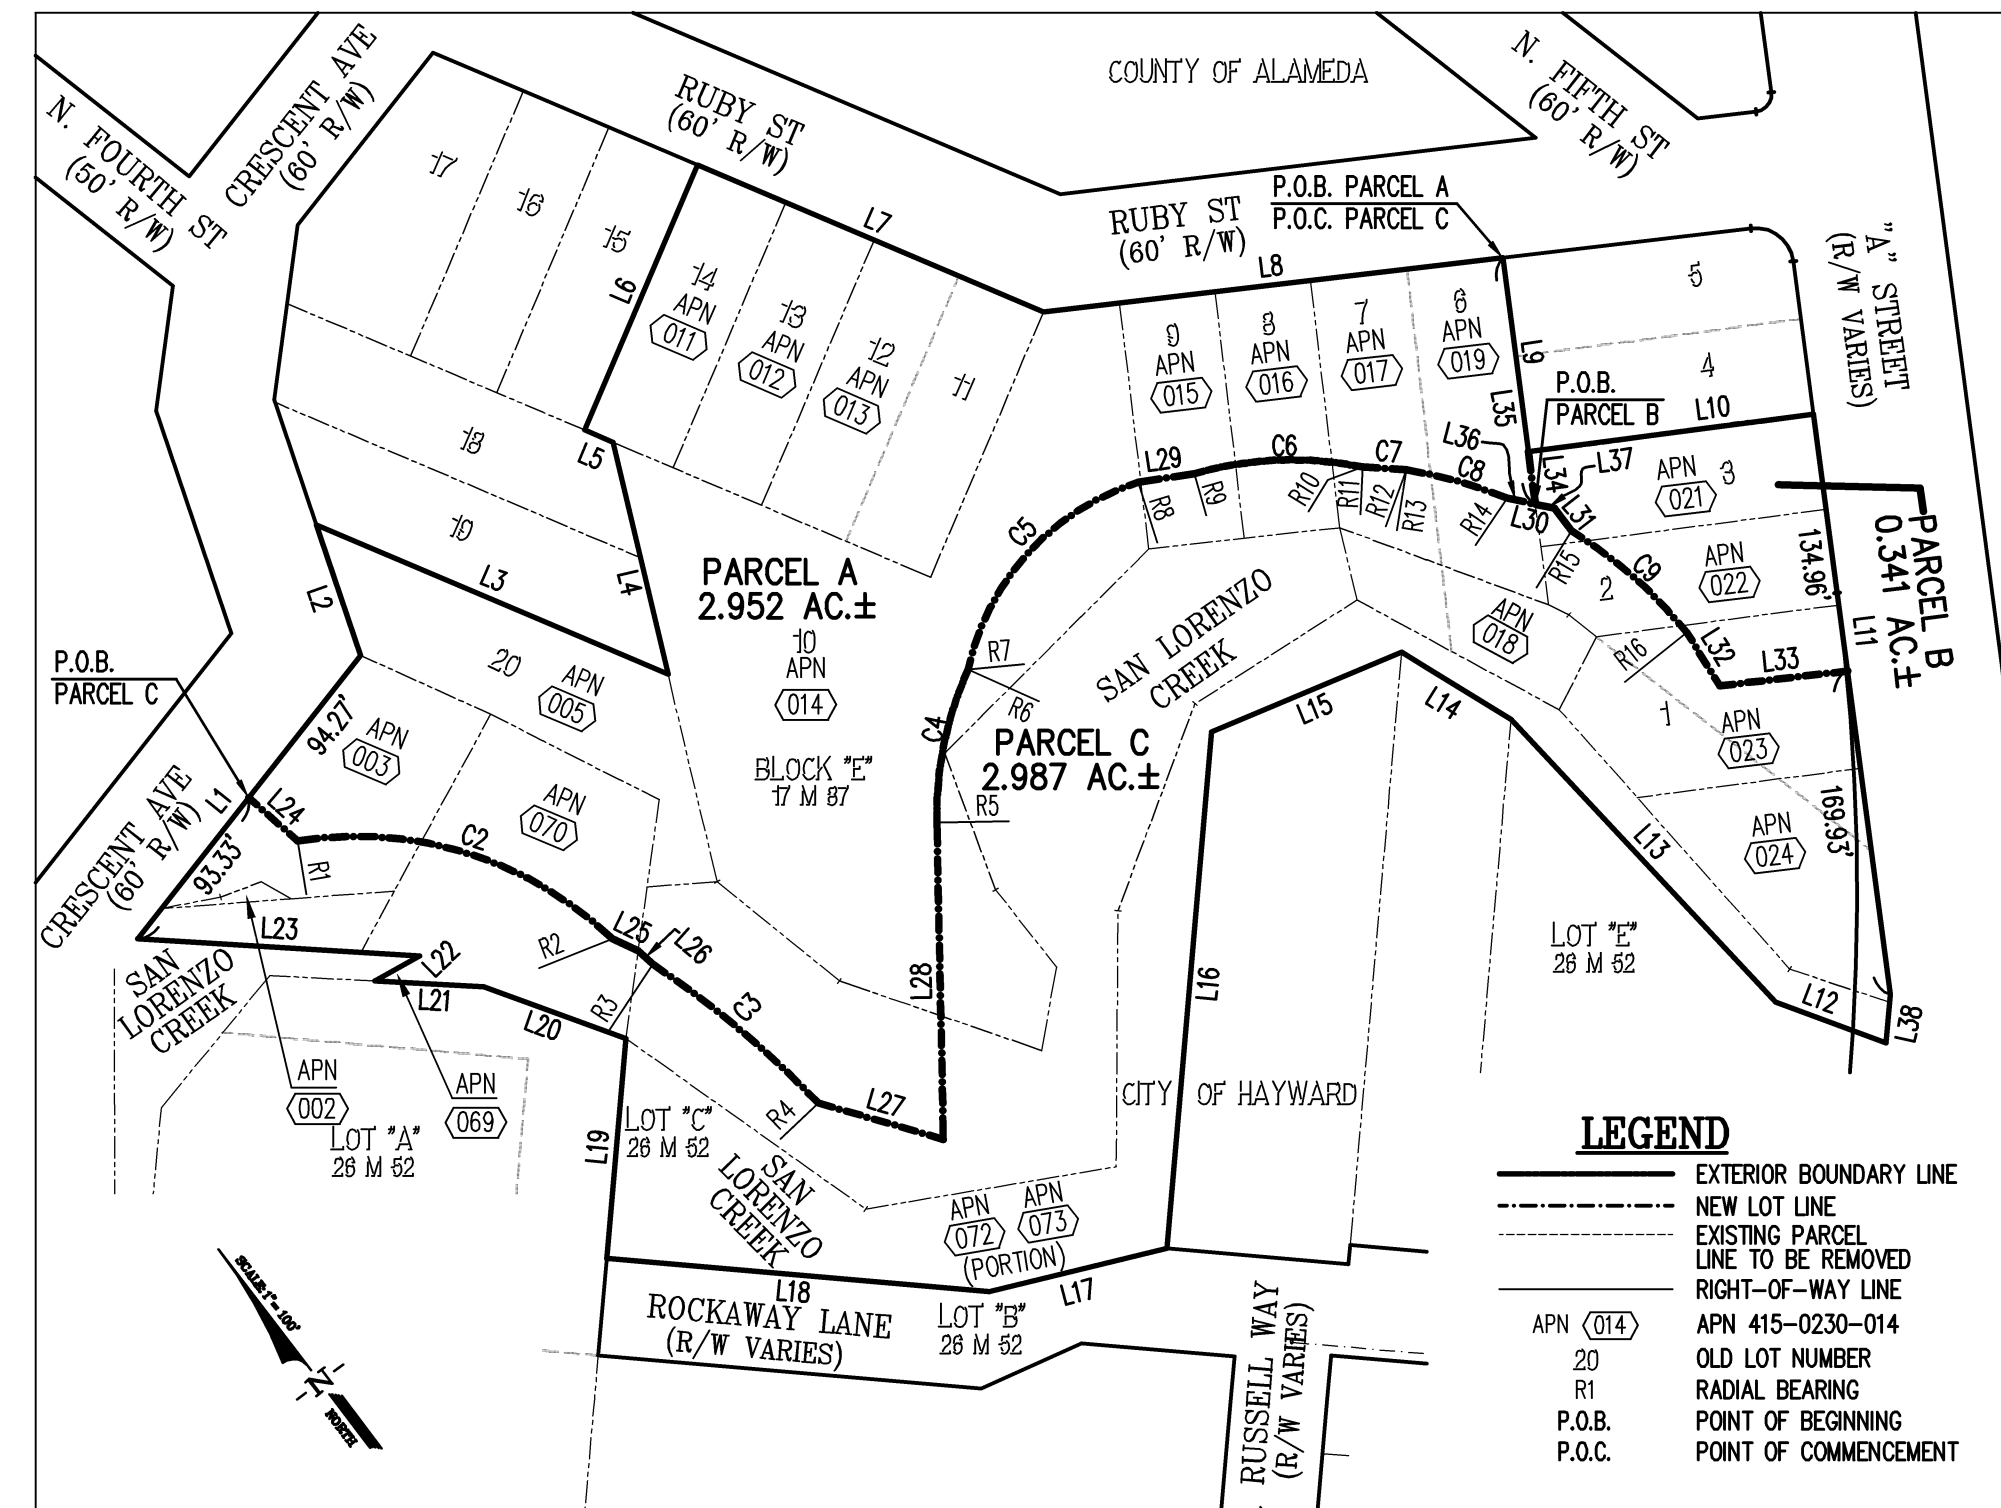 COUNTY OF ALAMEDA
N. FOURTH ST
(50' R/W)
CRESCENT AVE
(60' R/W)
RUBY ST
(60' R/W)
N. FIFTH ST
(60' R/W)
RUBY ST
(60' R/W)
P.O.B. PARCEL A
P.O.C. PARCEL C
"A" STREET
(R/W VARIES)
17
16
15
14
APN
011
13
APN
012
12
APN
013
11
L6
L7
L8
9
APN
015
8
APN
016
7
APN
017
6
APN
019
5
4
L9
L10
L35
P.O.B.
PARCEL B
L36
L34
L37
L30
L31
APN
021
3
18
19
L5
L4
L3
L2
C5
L29
C6
C7
C8
R8
R9
R10
R11
R12
R13
R14
R15
C9
2
APN
022
134.96'
L11
PARCEL B
0.341 AC.±
PARCEL A
2.952 AC.±
10
APN
014
BLOCK "E"
17 M 87
SAN LORENZO
CREEK
APN
018
R16
L32
L33
1
APN
023
APN
024
169.93'
P.O.B.
PARCEL C
94.27'
20
APN
005
APN
003
APN
070
R7
R6
C4
R5
PARCEL C
2.987 AC.±
L15
L14
L13
L1
L24
C2
R1
93.33'
CRESCENT AVE
(60' R/W)
L23
L22
L21
L20
L25
L26
R2
R3
C3
L28
L16
LOT "E"
26 M 52
L12
L38
SAN
LORENZO
CREEK
APN
002
APN
069
LOT "A"
26 M 52
L19
LOT "C"
26 M 52
R4
L27
CITY OF HAYWARD
SAN
LORENZO
CREEK
APN
072
APN
073
(PORTION)
L18
L17
ROCKAWAY LANE
(R/W VARIES)
LOT "B"
26 M 52
RUSSELL WAY
(R/W VARIES)
SCALE: 1"= 100'
N
NORTH
LEGEND
EXTERIOR BOUNDARY LINE
NEW LOT LINE
EXISTING PARCEL
LINE TO BE REMOVED
RIGHT-OF-WAY LINE
APN 014 APN 415-0230-014
20 OLD LOT NUMBER
R1 RADIAL BEARING
P.O.B. POINT OF BEGINNING
P.O.C. POINT OF COMMENCEMENT